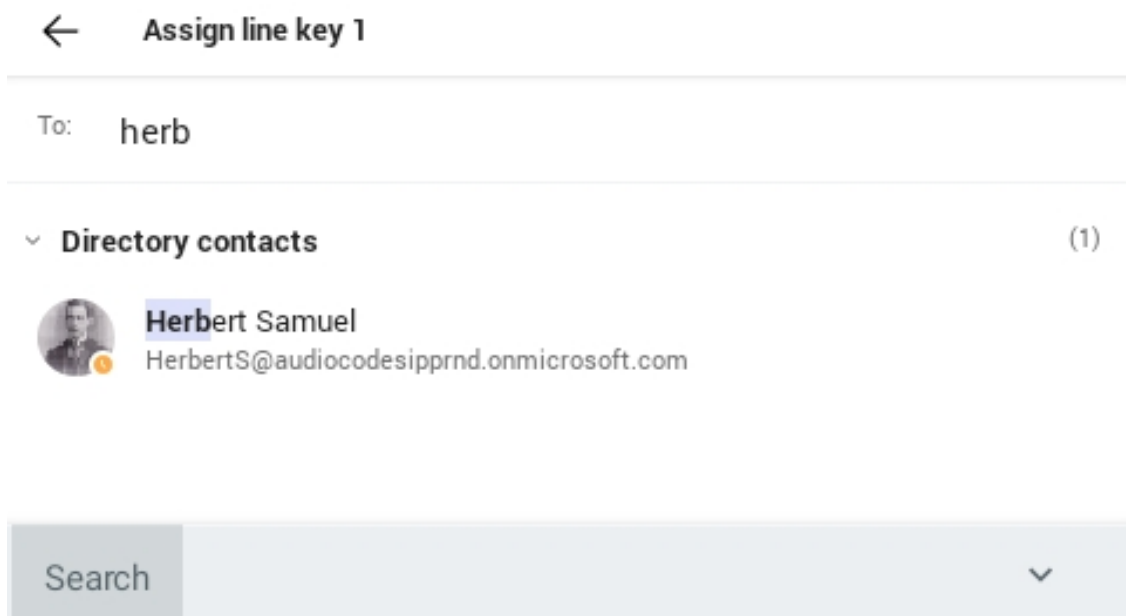 Assign line key 1
To: herb
Directory contacts (1)
Herbert Samuel
HerbertS@audiocodesipprnd.onmicrosoft.com
Search